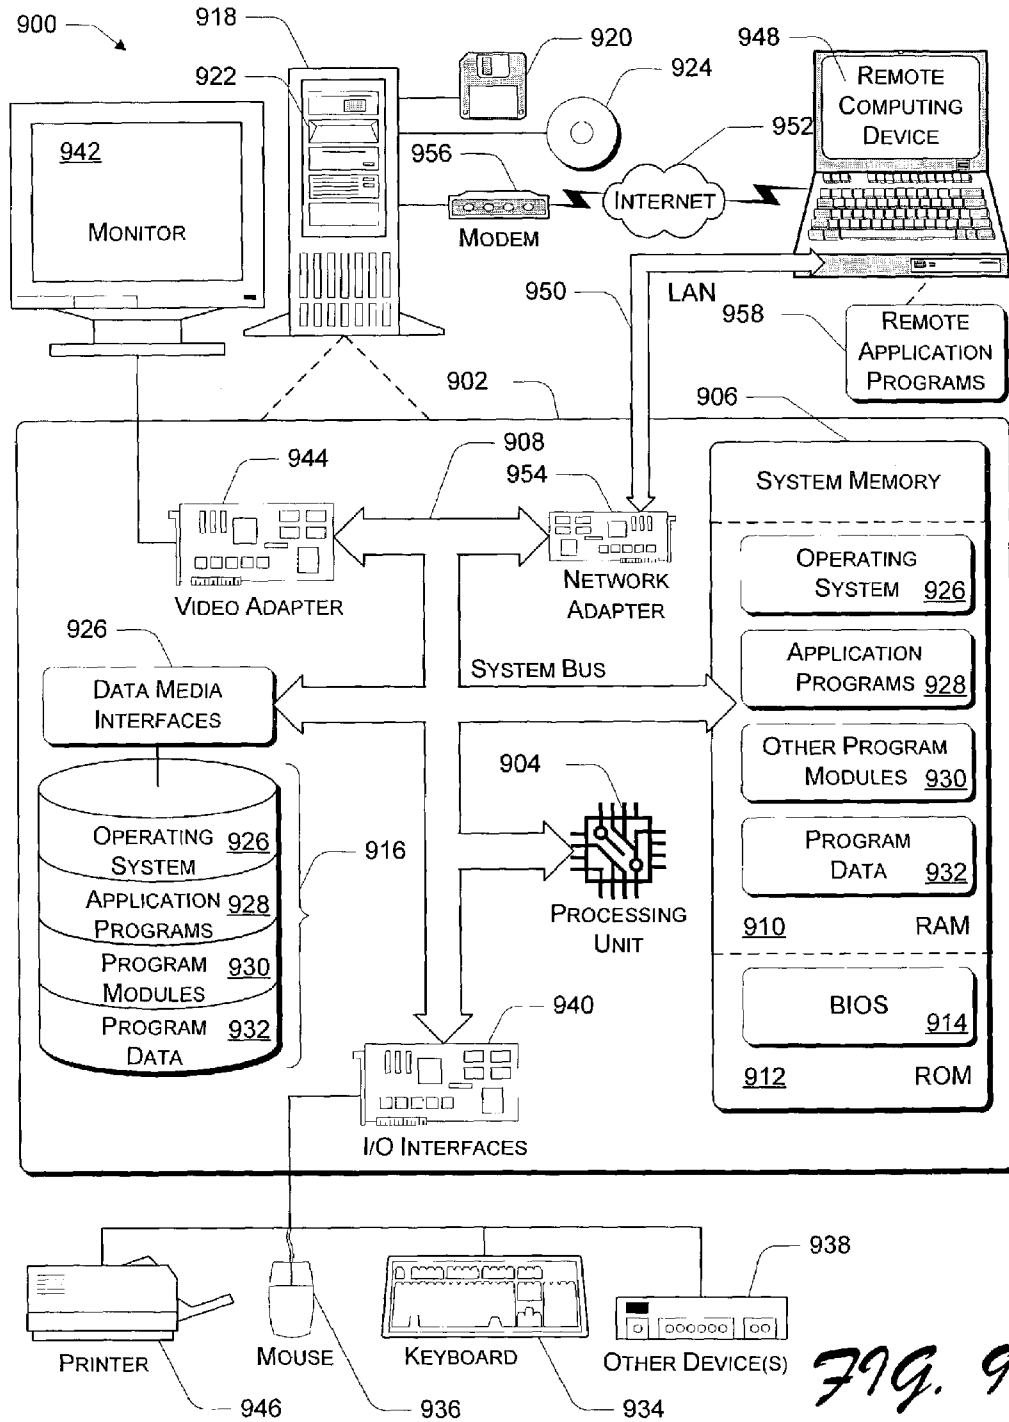 900
918
920
948
922
924
REMOTE
COMPUTING
DEVICE
942
952
956
INTERNET
MONITOR
MODEM
950
LAN
958
REMOTE
APPLICATION
PROGRAMS
902
906
908
944
954
SYSTEM MEMORY
OPERATING
SYSTEM 926
VIDEO ADAPTER
NETWORK
ADAPTER
926
APPLICATION
PROGRAMS 928
SYSTEM BUS
DATA MEDIA
INTERFACES
OTHER PROGRAM
MODULES 930
904
PROGRAM
DATA 932
OPERATING
SYSTEM 926
916
APPLICATION
PROGRAMS 928
PROCESSING
UNIT
910 RAM
PROGRAM
MODULES 930
PROGRAM
DATA 932
940
BIOS 914
912 ROM
I/O INTERFACES
938
PRINTER
MOUSE
KEYBOARD
OTHER DEVICE(S)
946
936
934
FIG. 9